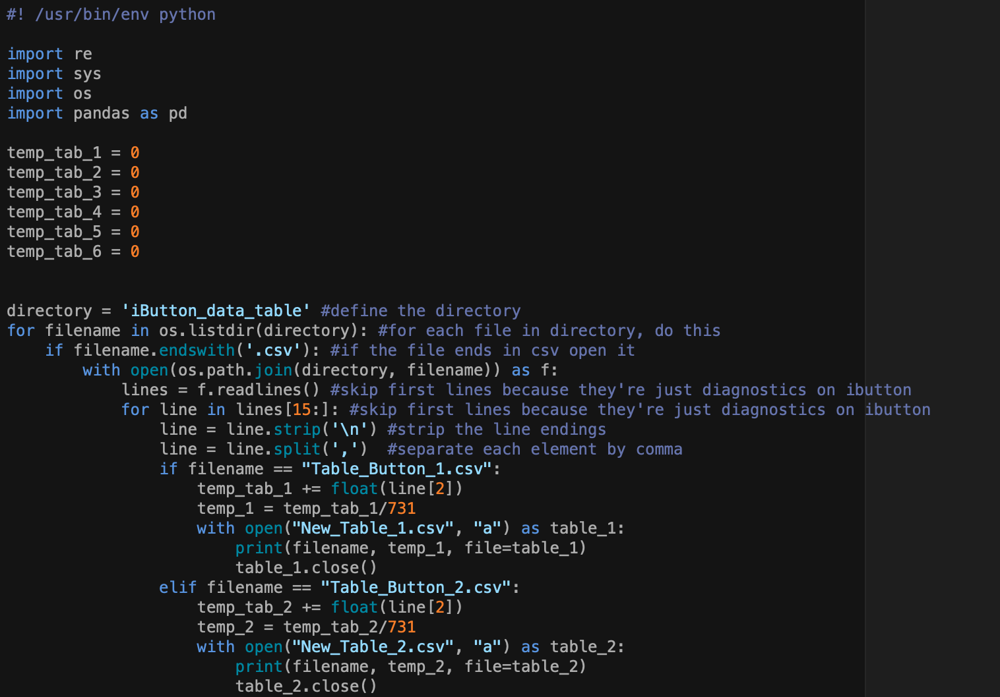 #! /usr/bin/env python
import re
import sys
import os
import pandas as pd
temp_tab_1 = 0
temp_tab_2 = 0
temp_tab_3 = 0
temp_tab_4 = 0
temp_tab_5 = 0
temp_tab_6 = 0
directory = 'iButton_data_table' #define the directory
for filename in os.listdir(directory): #for each file in directory, do this
    if filename.endswith('.csv'): #if the file ends in csv open it
        with open(os.path.join(directory, filename)) as f:
            lines = f.readlines() #skip first lines because they're just diagnostics on ibutton
            for line in lines[15:]: #skip first lines because they're just diagnostics on ibutton
                line = line.strip('\n') #strip the line endings
                line = line.split(',')  #separate each element by comma
                if filename == "Table_Button_1.csv":
                    temp_tab_1 += float(line[2])
                    temp_1 = temp_tab_1/731
                    with open("New_Table_1.csv", "a") as table_1:
                        print(filename, temp_1, file=table_1)
                        table_1.close()
                elif filename == "Table_Button_2.csv":
                    temp_tab_2 += float(line[2])
                    temp_2 = temp_tab_2/731
                    with open("New_Table_2.csv", "a") as table_2:
                        print(filename, temp_2, file=table_2)
                        table_2.close()